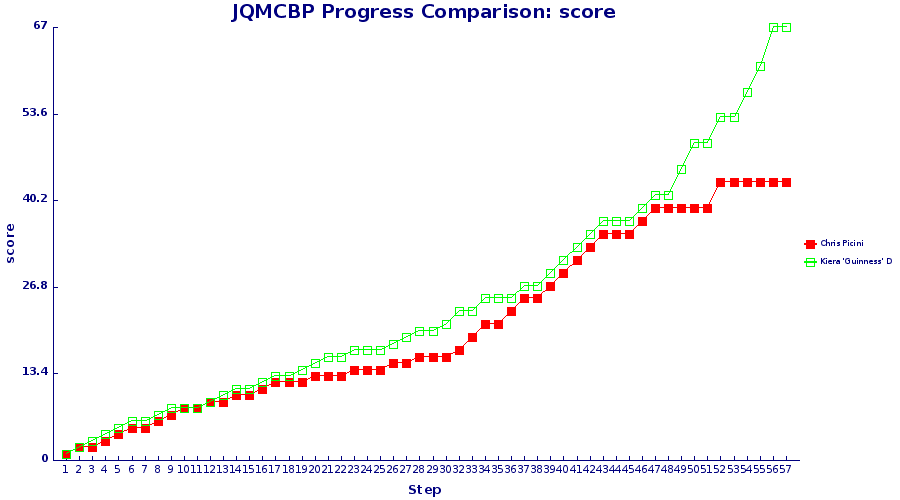 JQMCBP Progress Comparison: score
67
53.6
40.2
26.8
13.4
0
score
1 2 3 4 5 6 7 8 9 10 11 12 13 14 15 16 17 18 19 20 21 22 23 24 25 26 27 28 29 30 31 32 33 34 35 36 37 38 39 40 41 42 43 44 45 46 47 48 49 50 51 52 53 54 55 56 57
Step
Chris Picini
Kiera 'Guinness' D